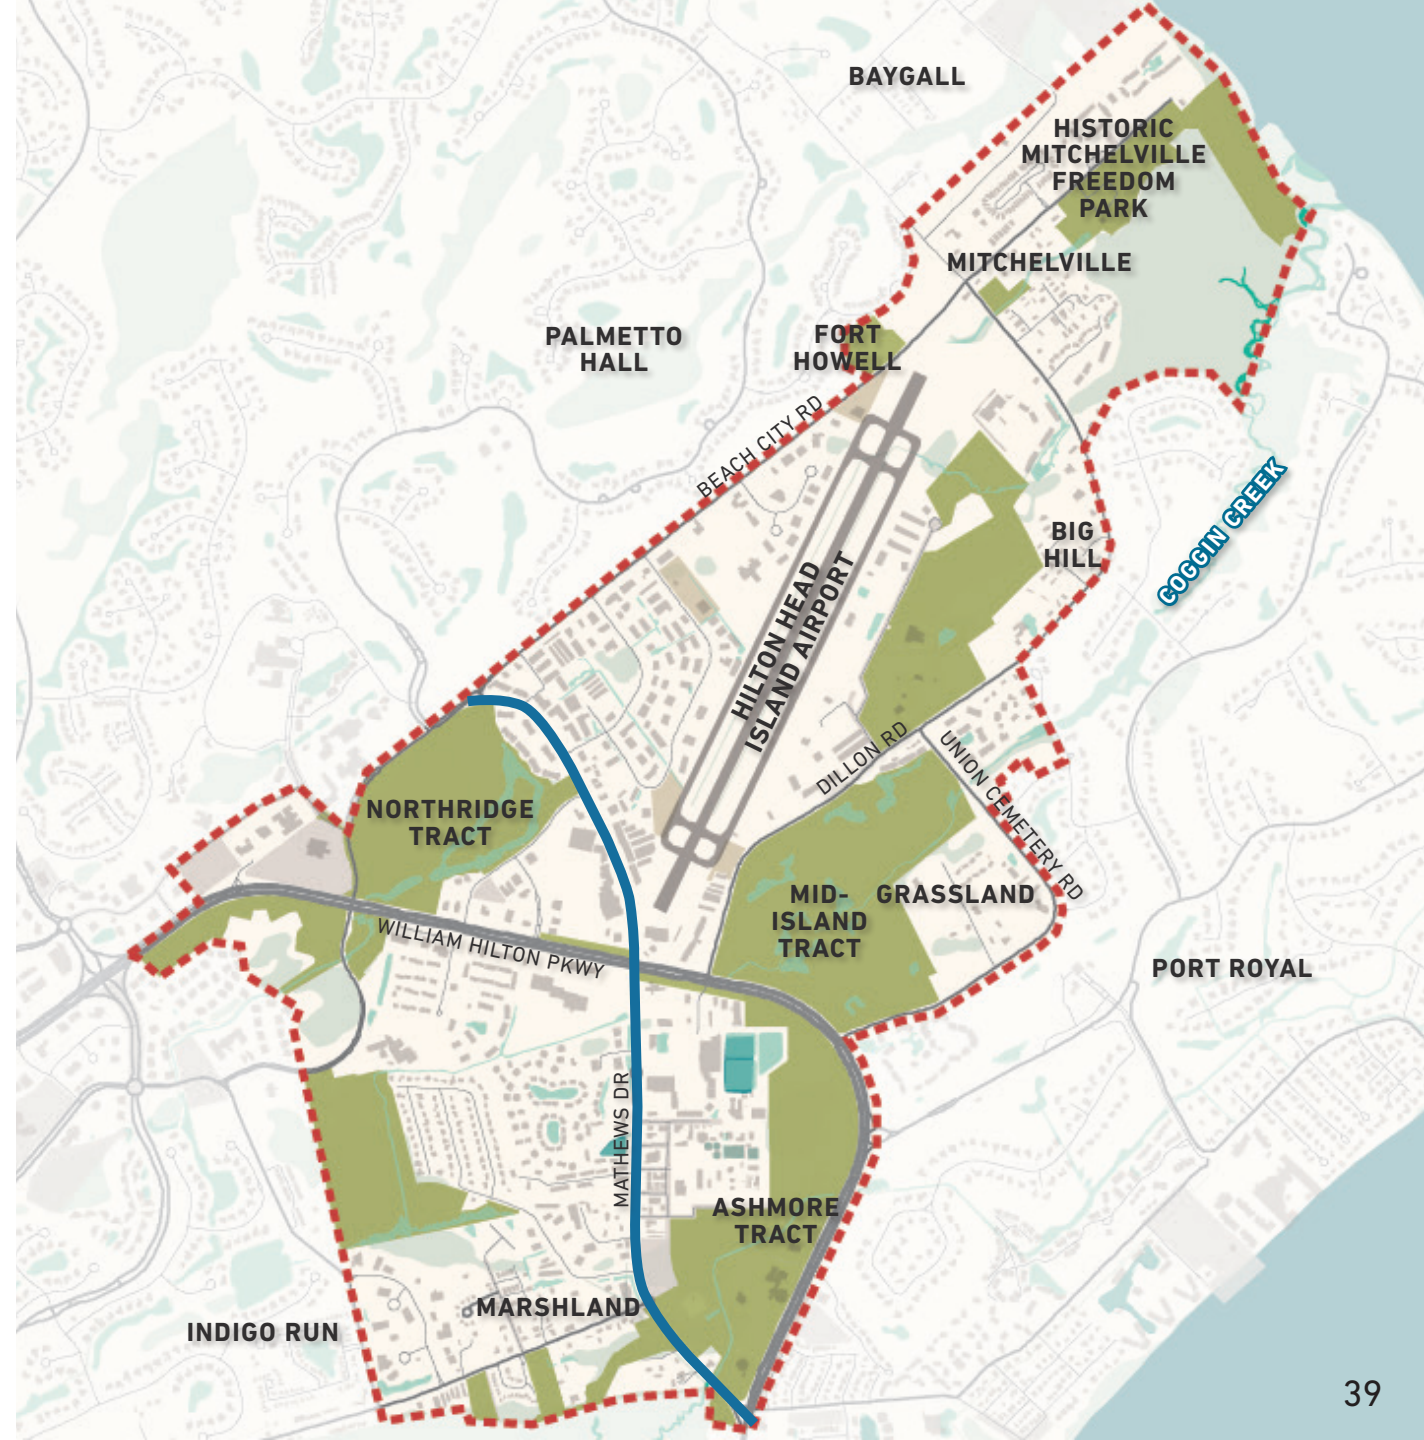 BAYGALL
HISTORIC
MITCHELVILLE
FREEDOM
PARK
MITCHELVILLE
PALMETTO
HALL
FORT
HOWELL
BEACH CITY RD
COGGIN CREEK
BIG
HILL
HILTON HEAD
ISLAND AIRPORT
DILLON RD
UNION CEMETERY RD
NORTHRIDGE
TRACT
MID-
ISLAND
TRACT
GRASSLAND
WILLIAM HILTON PKWY
PORT ROYAL
MATHEWS DR
ASHMORE
TRACT
MARSHLAND
INDIGO RUN
39